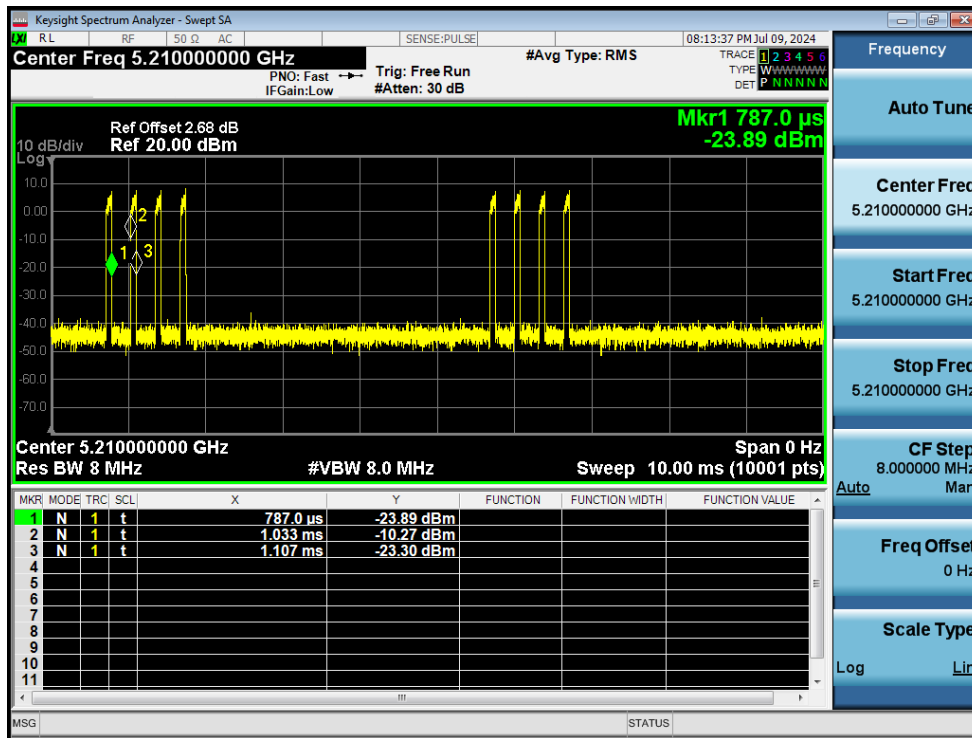 Keysight Spectrum Analyzer - Swept SA
LXI RL RF 50 Ω AC SENSE:PULSE 08:13:37 PM Jul 09, 2024
Center Freq 5.210000000 GHz
#Avg Type: RMS
TRACE 1 2 3 4 5 6
PNO: Fast Trig: Free Run
TYPE WWWWWW
IFGain:Low #Atten: 30 dB
DET P N N N N N
Mkr1 787.0 µs
-23.89 dBm
Ref Offset 2.68 dB
10 dB/div Ref 20.00 dBm
Log
10.0
0.00
-10.0
-20.0
-30.0
-40.0
-50.0
-60.0
-70.0
2
1 3
Center 5.210000000 GHz Span 0 Hz
Res BW 8 MHz #VBW 8.0 MHz Sweep 10.00 ms (10001 pts)
MKR MODE TRC SCL X Y FUNCTION FUNCTION WIDTH FUNCTION VALUE
1 N 1 t 787.0 µs -23.89 dBm
2 N 1 t 1.033 ms -10.27 dBm
3 N 1 t 1.107 ms -23.30 dBm
4
5
6
7
8
9
10
11
MSG STATUS
Frequency
Auto Tune
Center Freq
5.210000000 GHz
Start Freq
5.210000000 GHz
Stop Freq
5.210000000 GHz
CF Step
8.000000 MHz
Auto Man
Freq Offset
0 Hz
Scale Type
Log Lin